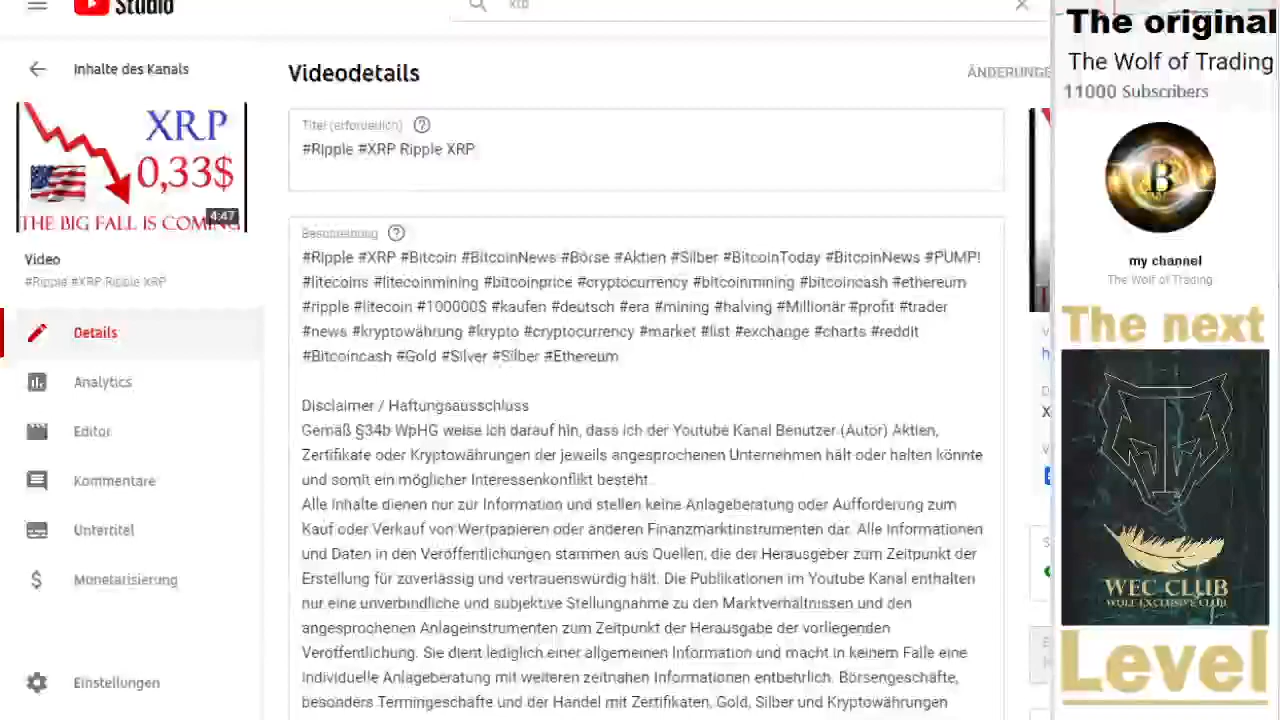 Studio
xrp
Inhalte des Kanals
XRP
0,33$
THE BIG FALL IS COMING
4:47
Video
#Ripple #XRP Ripple XRP
Details
Analytics
Editor
Kommentare
Untertitel
Monetarisierung
Einstellungen
Videodetails
ÄNDERUNGE
Titel (erforderlich)
#Ripple #XRP Ripple XRP
Beschreibung
#Ripple #XRP #Bitcoin #BitcoinNews #Börse #Aktien #Silber #BitcoinToday #BitcoinNews #PUMP!
#litecoins #litecoinmining #bitcoinprice #cryptocurrency #bitcoinmining #bitcoincash #ethereum
#ripple #litecoin #100000$ #kaufen #deutsch #era #mining #halving #Millionär #profit #trader
#news #kryptowährung #krypto #cryptocurrency #market #list #exchange #charts #reddit
#Bitcoincash #Gold #Silver #Silber #Ethereum
Disclaimer / Haftungsausschluss
Gemäß §34b WpHG weise ich darauf hin, dass ich der Youtube Kanal Benutzer (Autor) Aktien,
Zertifikate oder Kryptowährungen der jeweils angesprochenen Unternehmen hält oder halten könnte
und somit ein möglicher Interessenkonflikt besteht.
Alle Inhalte dienen nur zur Information und stellen keine Anlageberatung oder Aufforderung zum
Kauf oder Verkauf von Wertpapieren oder anderen Finanzmarktinstrumenten dar. Alle Informationen
und Daten in den Veröffentlichungen stammen aus Quellen, die der Herausgeber zum Zeitpunkt der
Erstellung für zuverlässig und vertrauenswürdig hält. Die Publikationen im Youtube Kanal enthalten
nur eine unverbindliche und subjektive Stellungnahme zu den Marktverhältnissen und den
angesprochenen Anlageinstrumenten zum Zeitpunkt der Herausgabe der vorliegenden
Veröffentlichung. Sie dient lediglich einer allgemeinen Information und macht in keinem Falle eine
individuelle Anlageberatung mit weiteren zeitnahen Informationen entbehrlich. Börsengeschäfte,
besonders Termingeschäfte und der Handel mit Zertifikaten, Gold, Silber und Kryptowährungen
The original
The Wolf of Trading
11000 Subscribers
my channel
The Wolf of Trading
The next
WEC CLUB
WOLF EXCLUSIVE CLUB
Level